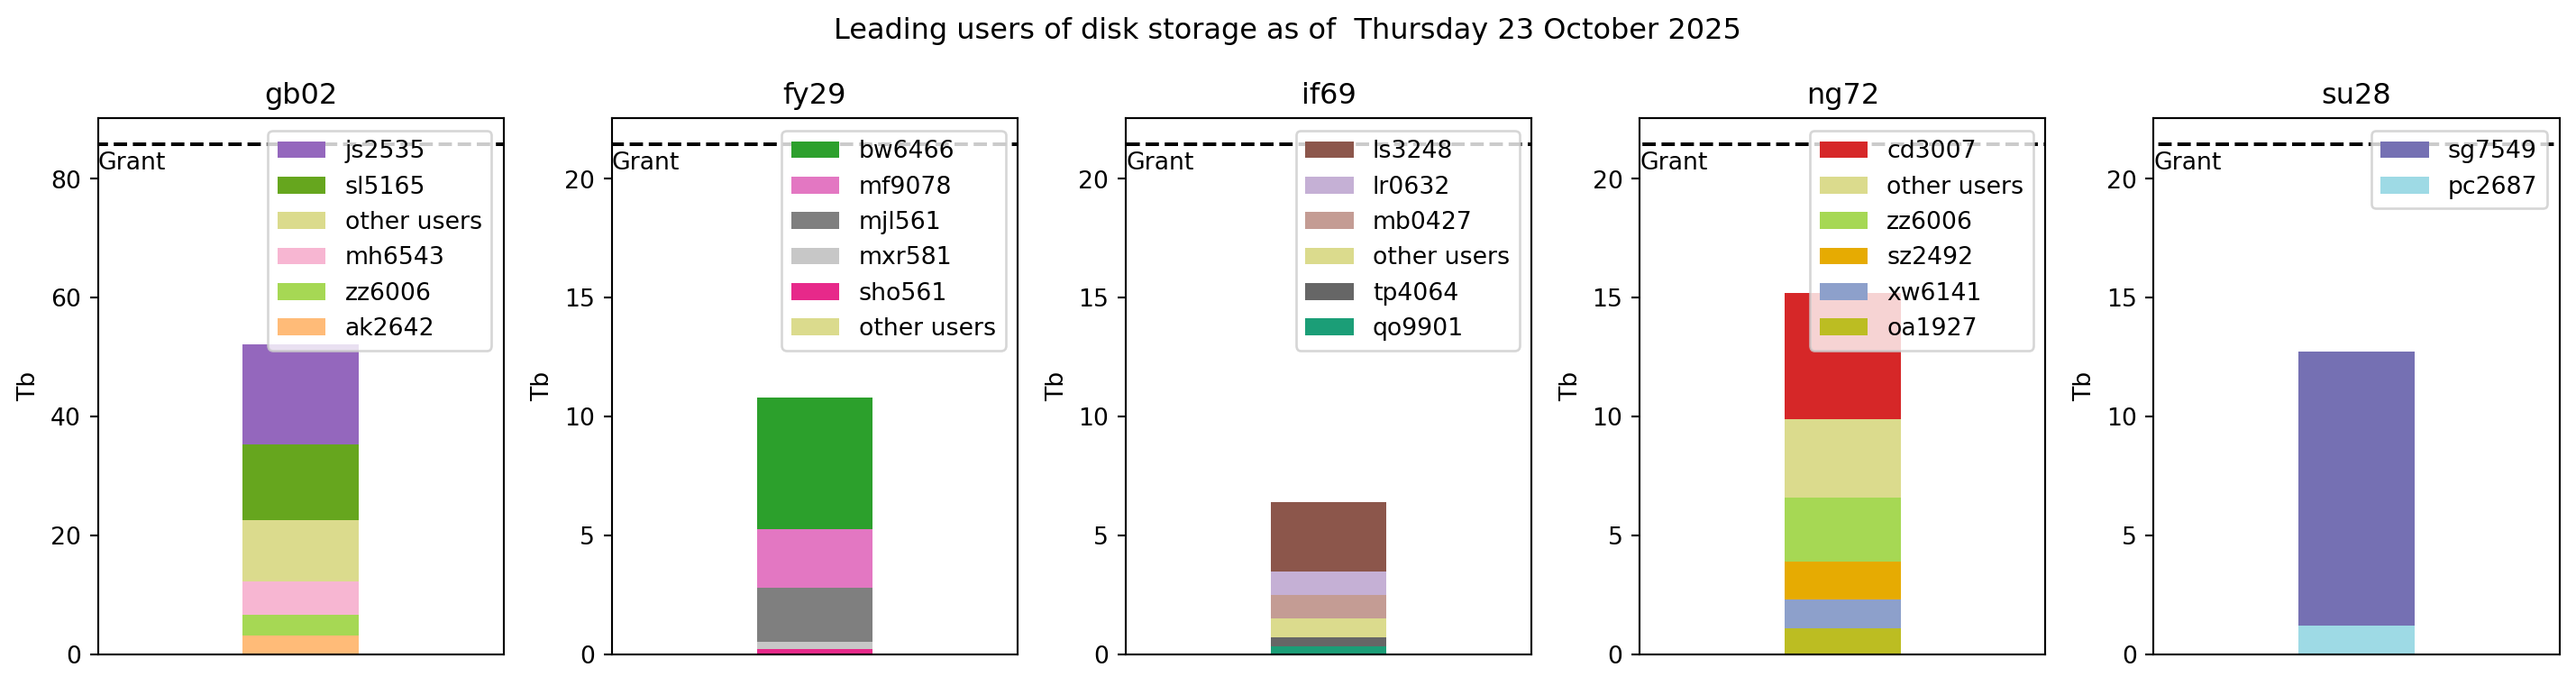 Leading users of disk storage as of  Thursday 23 October 2025
gb02
Grant
js2535
sl5165
other users
mh6543
zz6006
ak2642
80
60
40
20
0
Tb
fy29
Grant
bw6466
mf9078
mjl561
mxr581
sho561
other users
20
15
10
5
0
Tb
if69
Grant
ls3248
lr0632
mb0427
other users
tp4064
qo9901
20
15
10
5
0
Tb
ng72
Grant
cd3007
other users
zz6006
sz2492
xw6141
oa1927
20
15
10
5
0
Tb
su28
Grant
sg7549
pc2687
20
15
10
5
0
Tb